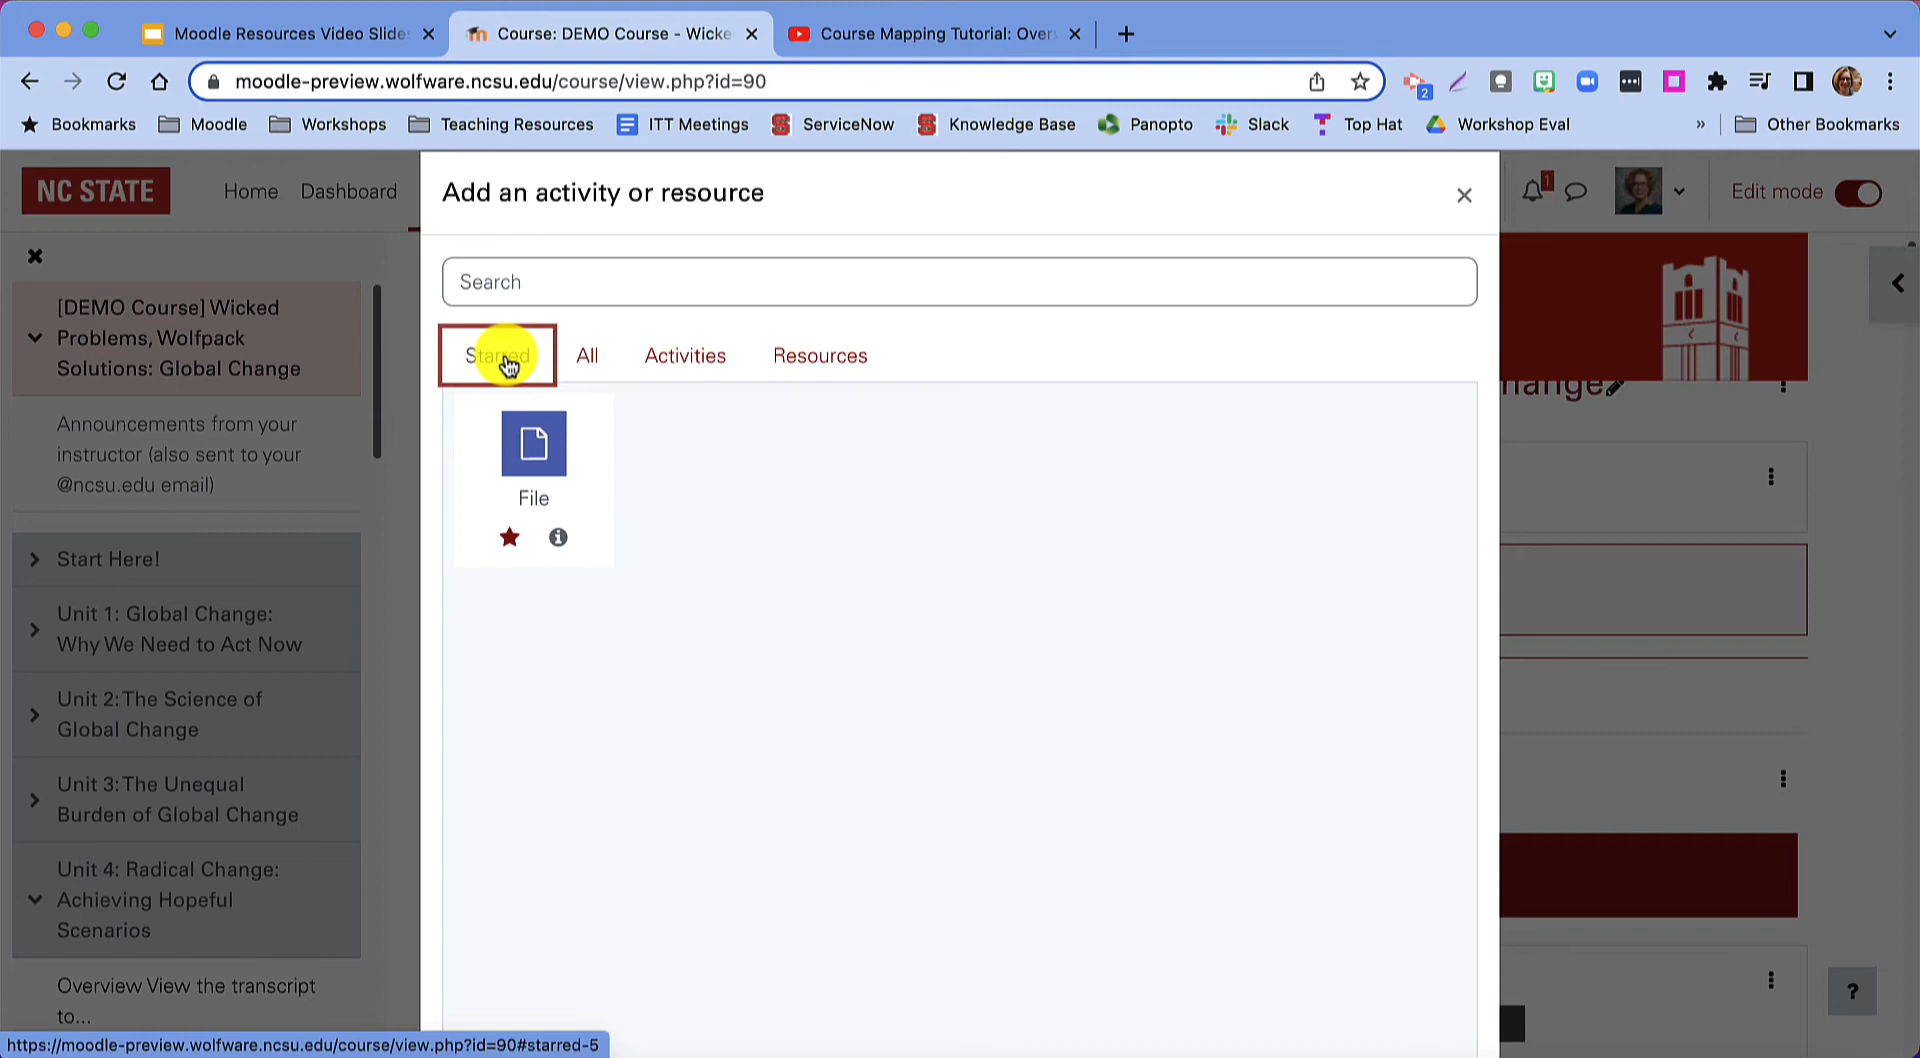 Moodle Resources Video Slide
Course: DEMO Course - Wicke
Course Mapping Tutorial: Over
moodle-preview.wolfware.ncsu.edu/course/view.php?id=90
2
Bookmarks
Moodle
Workshops
Teaching Resources
ITT Meetings
ServiceNow
Knowledge Base
Panopto
Slack
Top Hat
Workshop Eval
»
Other Bookmarks
NC STATE
Home
Dashboard
Add an activity or resource
1
Edit mode
Search
Starred
All
Activities
Resources
File
[DEMO Course] Wicked
Problems, Wolfpack
Solutions: Global Change
Announcements from your
instructor (also sent to your
@ncsu.edu email)
Start Here!
Unit 1: Global Change:
Why We Need to Act Now
Unit 2: The Science of
Global Change
Unit 3: The Unequal
Burden of Global Change
Unit 4: Radical Change:
Achieving Hopeful
Scenarios
Overview View the transcript
to...
?
https://moodle-preview.wolfware.ncsu.edu/course/view.php?id=90#starred-5